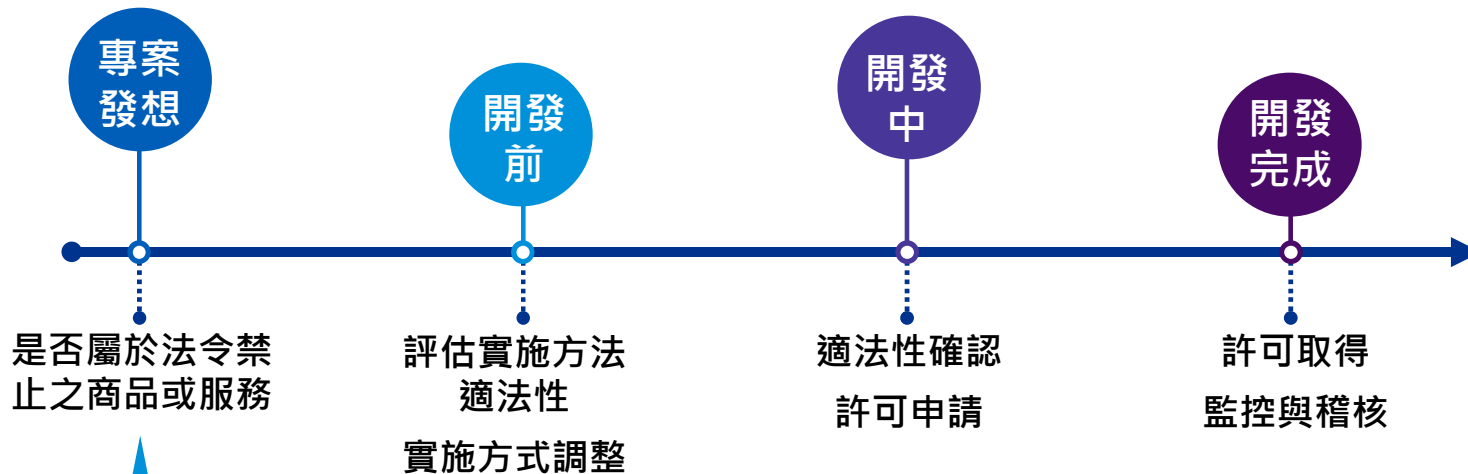 專案
發想
開發
前
開發
中
開發
完成
是否屬於法令禁
止之商品或服務
評估實施方法
適法性
實施方式調整
適法性確認
許可申請
許可取得
監控與稽核